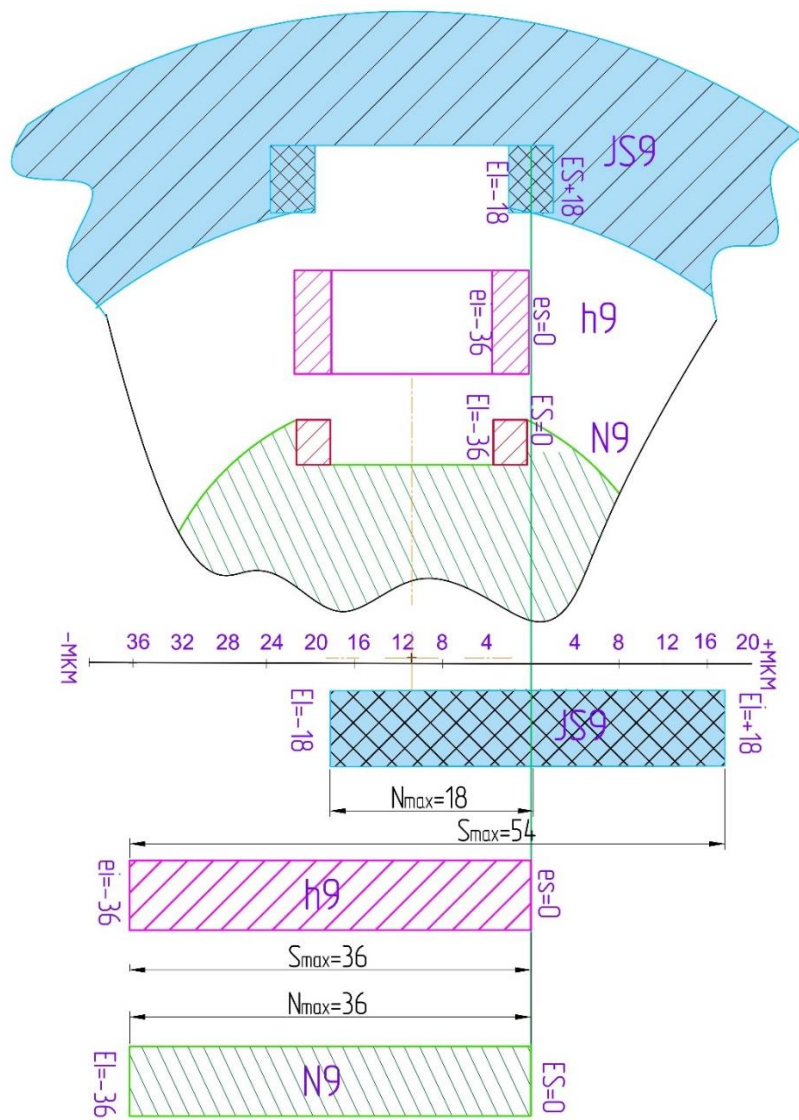 JS9
EI=-18
ES+18
ei=-36
es=0
h9
EI=-36
ES=0
N9
-МКМ 36 32 28 24 20 16 12 8 4 4 8 12 16 20 +МКМ
EI=-18
JS9
Ei=+18
Nmax=18
Smax=54
ei=-36
h9
es=0
Smax=36
Nmax=36
EI=-36
N9
ES=0